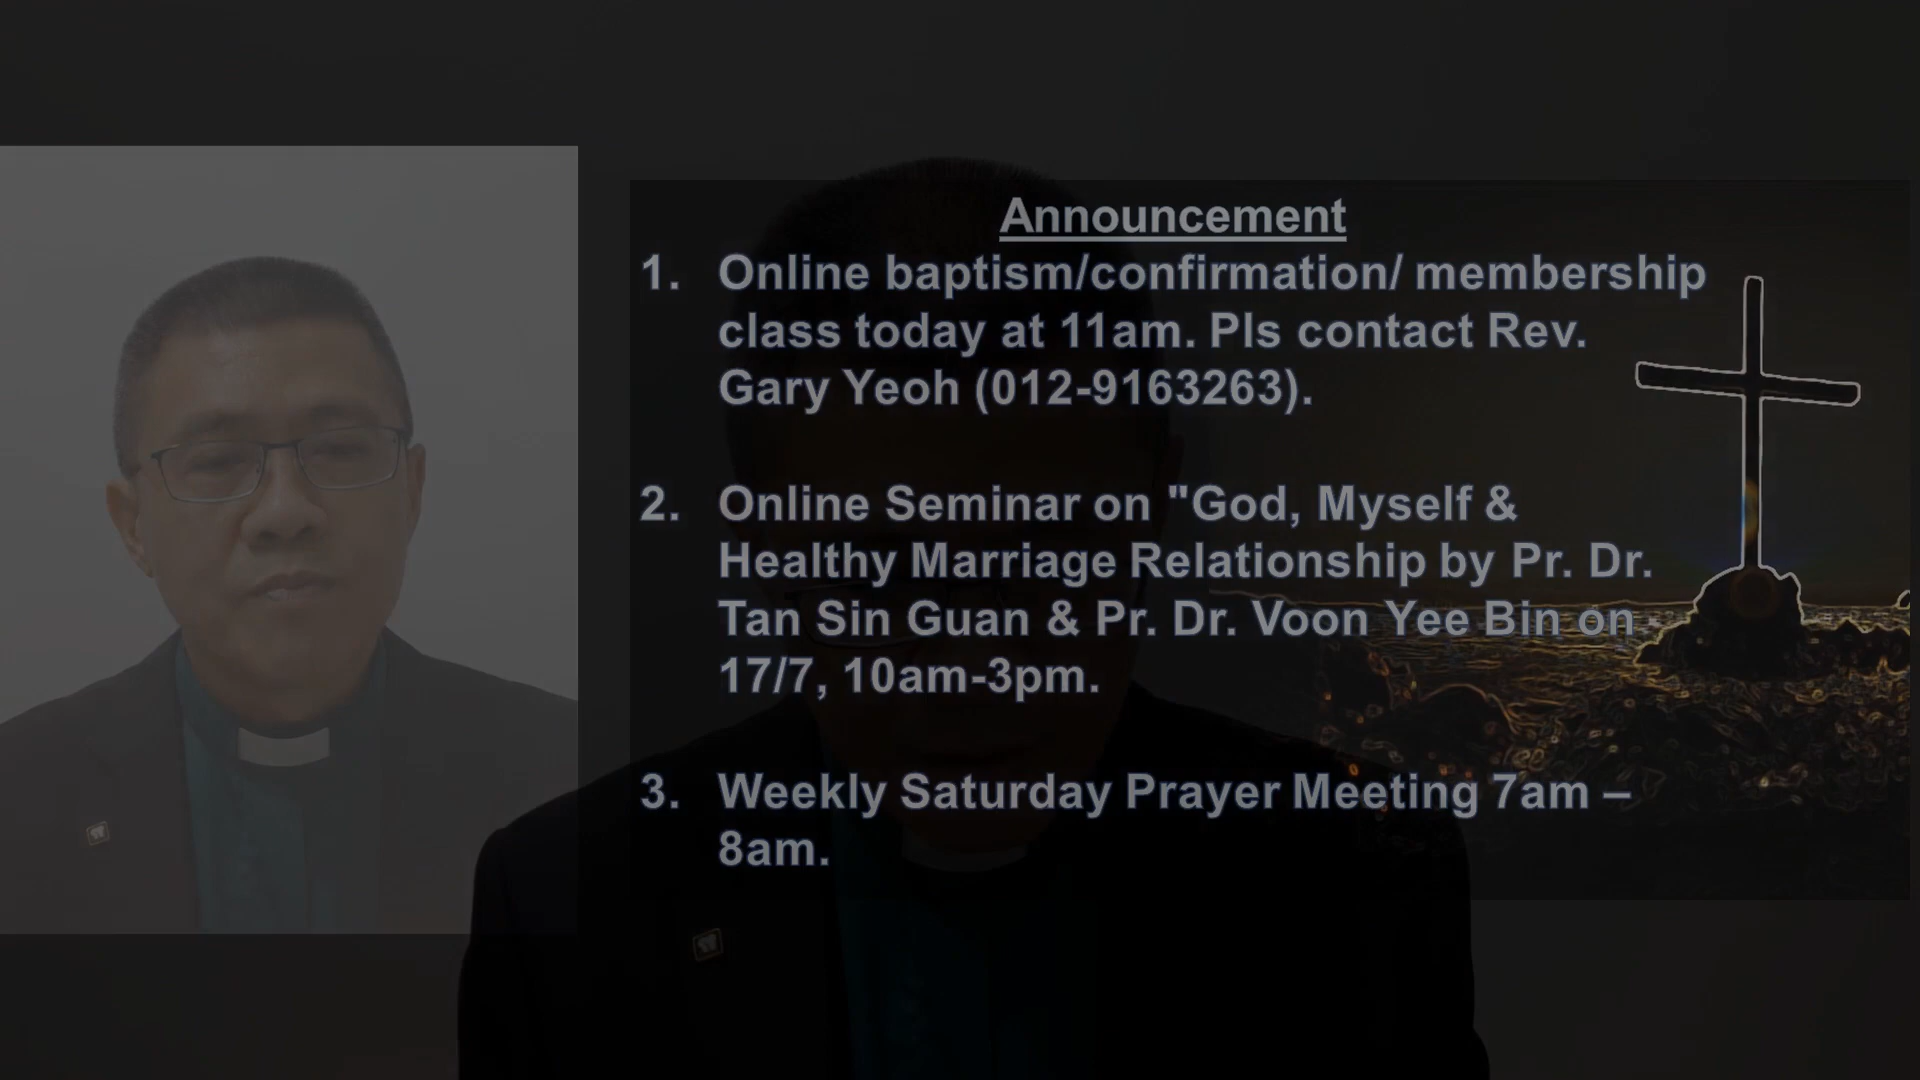 Announcement
1. Online baptism/confirmation/ membership
class today at 11am. Pls contact Rev.
Gary Yeoh (012-9163263).
2. Online Seminar on "God, Myself &
Healthy Marriage Relationship by Pr. Dr.
Tan Sin Guan & Pr. Dr. Voon Yee Bin on
17/7, 10am-3pm.
3. Weekly Saturday Prayer Meeting 7am –
8am.